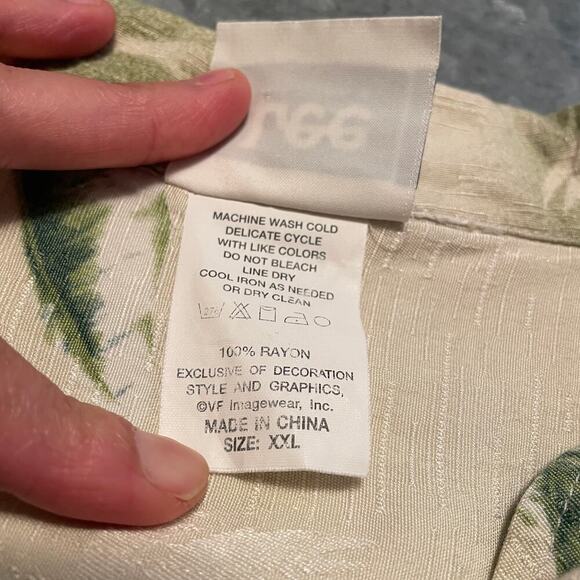 MACHINE WASH COLD
DELICATE CYCLE
WITH LIKE COLORS
DO NOT BLEACH
LINE DRY
COOL IRON AS NEEDED
OR DRY CLEAN
100% RAYON
EXCLUSIVE OF DECORATION
STYLE AND GRAPHICS,
©VF Imagewear, Inc.
MADE IN CHINA
SIZE: XXL